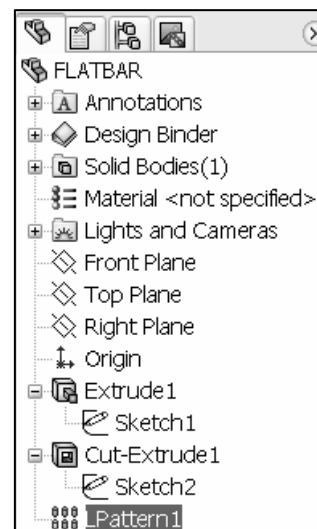 FLATBAR
Annotations
Design Binder
Solid Bodies(1)
Material <not specified>
Lights and Cameras
Front Plane
Top Plane
Right Plane
Origin
Extrude1
Sketch1
Cut-Extrude1
Sketch2
LPattern1